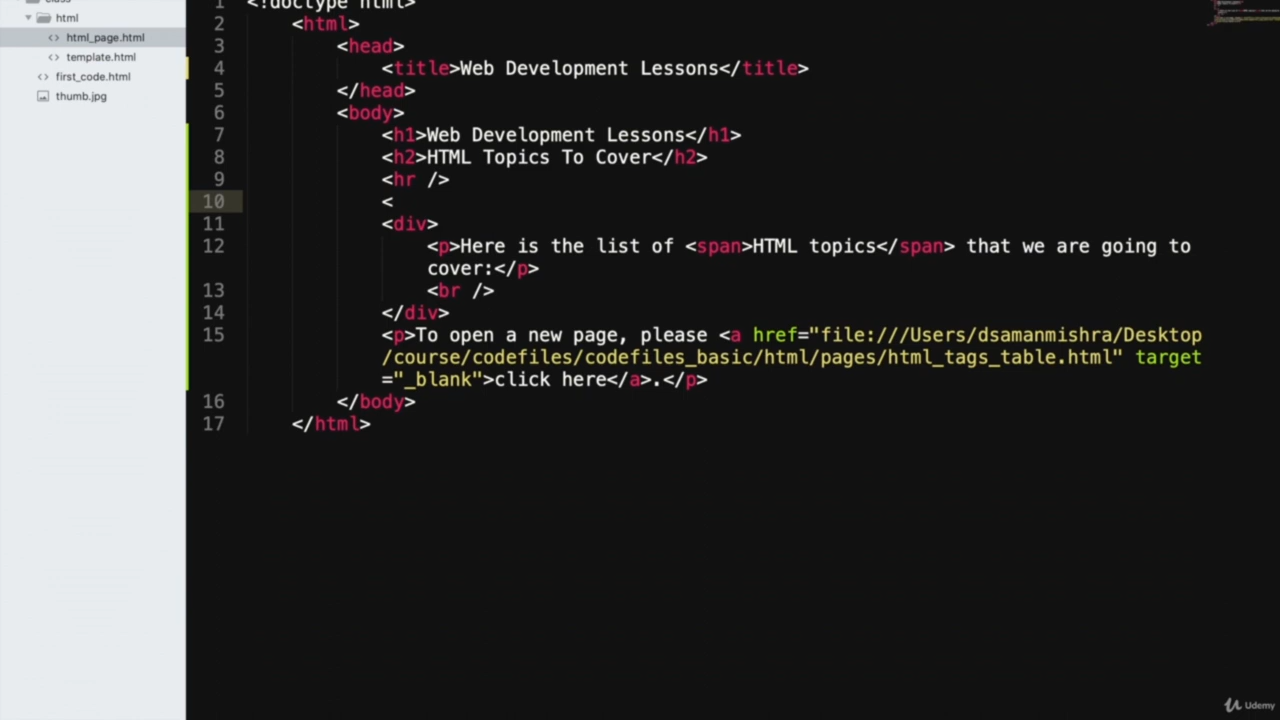 class
html
html_page.html
template.html
first_code.html
thumb.jpg
1 <!doctype html>
2 <html>
3 <head>
4 <title>Web Development Lessons</title>
5 </head>
6 <body>
7 <h1>Web Development Lessons</h1>
8 <h2>HTML Topics To Cover</h2>
9 <hr />
10 <
11 <div>
12 <p>Here is the list of <span>HTML topics</span> that we are going to
cover:</p>
13 <br />
14 </div>
15 <p>To open a new page, please <a href="file:///Users/dsamanmishra/Desktop
/course/codefiles/codefiles_basic/html/pages/html_tags_table.html" target
="_blank">click here</a>.</p>
16 </body>
17 </html>
Udemy